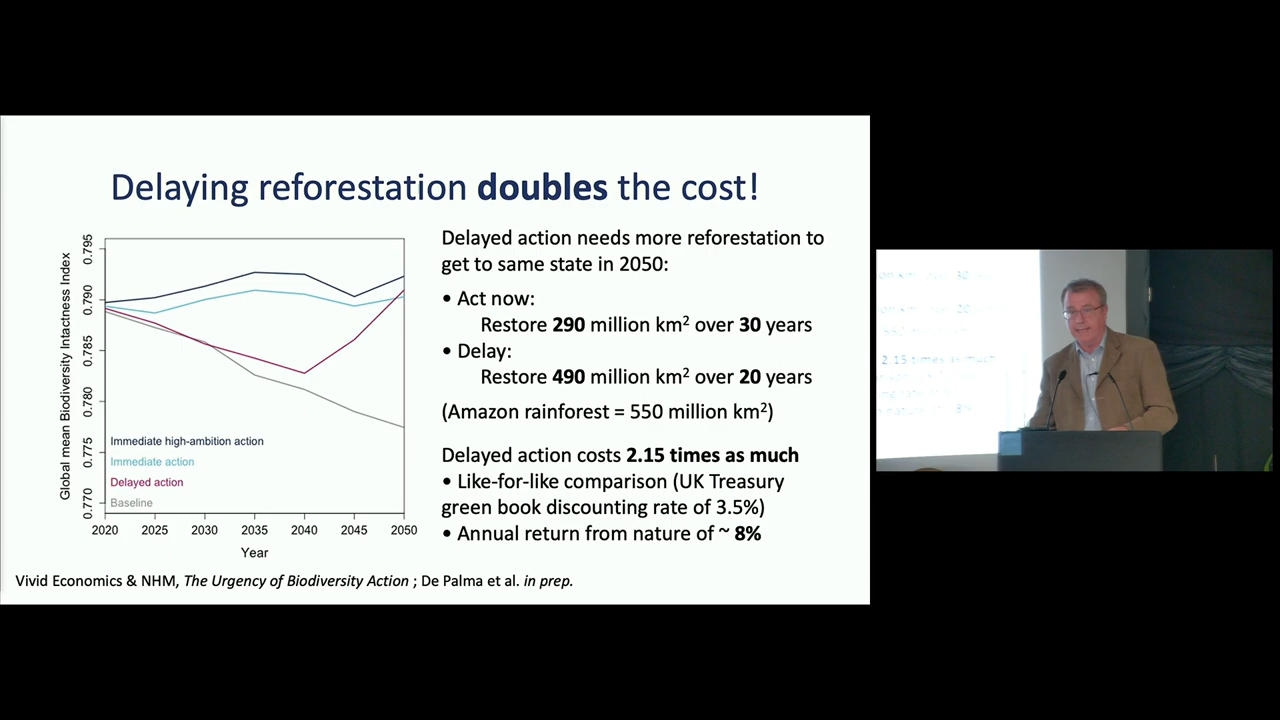 Delaying reforestation doubles the cost!
Global mean Biodiversity Intactness Index
0.795
0.790
0.785
0.780
0.775
0.770
Immediate high-ambition action
Immediate action
Delayed action
Baseline
2020 2025 2030 2035 2040 2045 2050
Year
Delayed action needs more reforestation to
get to same state in 2050:
• Act now:
Restore 290 million km² over 30 years
• Delay:
Restore 490 million km² over 20 years
(Amazon rainforest = 550 million km²)
Delayed action costs 2.15 times as much
• Like-for-like comparison (UK Treasury
green book discounting rate of 3.5%)
• Annual return from nature of ~ 8%
Vivid Economics & NHM, The Urgency of Biodiversity Action ; De Palma et al. in prep.
2.15 times as much